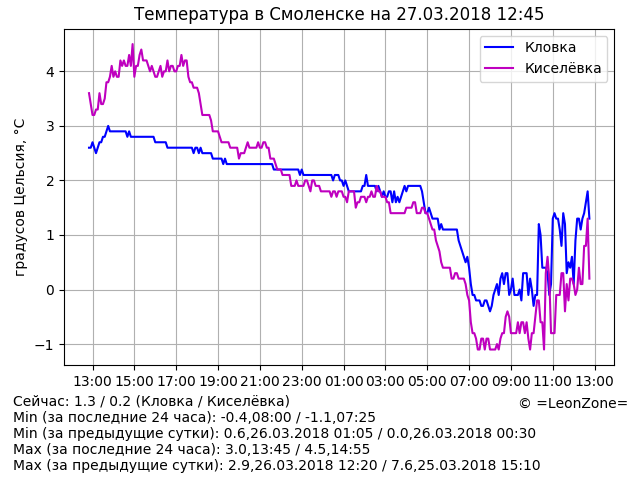 Температура в Смоленске на 27.03.2018 12:45
градусов Цельсия, °C
4
3
2
1
0
−1
Кловка
Киселёвка
13:00 15:00 17:00 19:00 21:00 23:00 01:00 03:00 05:00 07:00 09:00 11:00 13:00
Сейчас: 1.3 / 0.2 (Кловка / Киселёвка)
© =LeonZone=
Min (за последние 24 часа): -0.4,08:00 / -1.1,07:25
Min (за предыдущие сутки): 0.6,26.03.2018 01:05 / 0.0,26.03.2018 00:30
Max (за последние 24 часа): 3.0,13:45 / 4.5,14:55
Max (за предыдущие сутки): 2.9,26.03.2018 12:20 / 7.6,25.03.2018 15:10